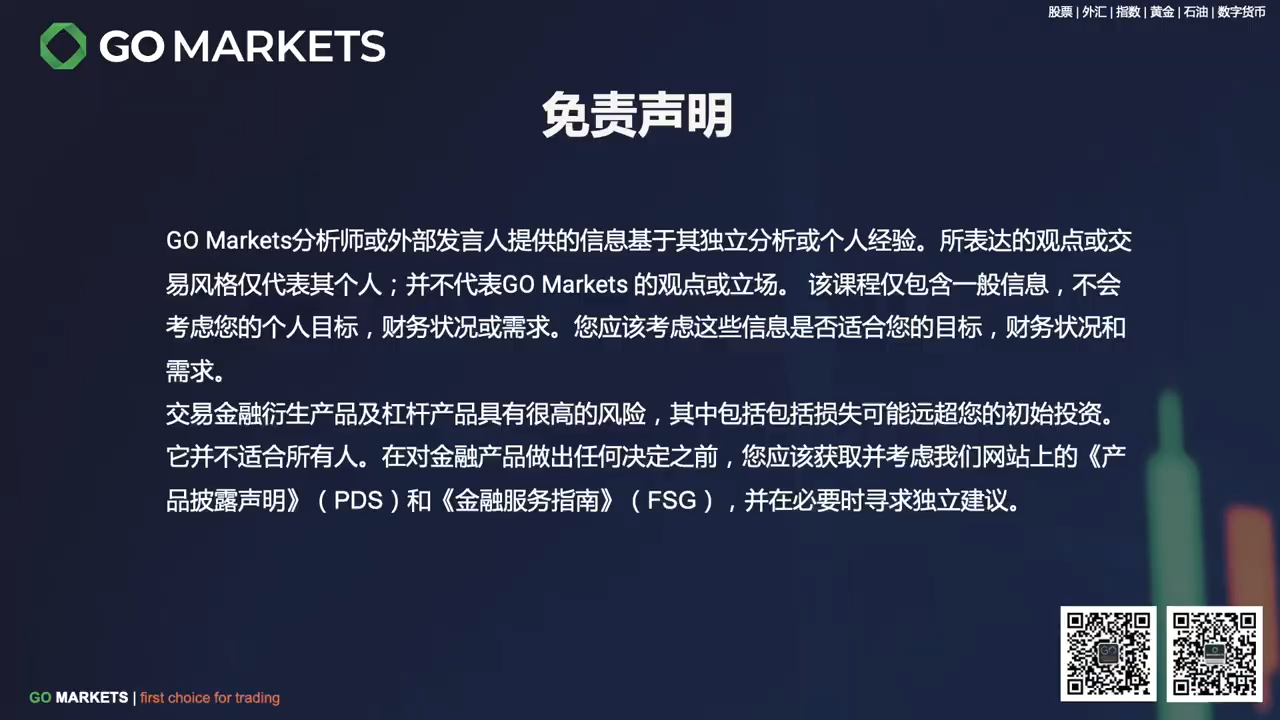 股票 | 外汇 | 指数 | 黄金 | 石油 | 数字货币
GO MARKETS
免责声明
GO Markets分析师或外部发言人提供的信息基于其独立分析或个人经验。所表达的观点或交
易风格仅代表其个人；并不代表GO Markets 的观点或立场。 该课程仅包含一般信息，不会
考虑您的个人目标，财务状况或需求。您应该考虑这些信息是否适合您的目标，财务状况和
需求。
交易金融衍生产品及杠杆产品具有很高的风险，其中包括包括损失可能远超您的初始投资。
它并不适合所有人。在对金融产品做出任何决定之前，您应该获取并考虑我们网站上的《产
品披露声明》（PDS）和《金融服务指南》（FSG），并在必要时寻求独立建议。
GO MARKETS | first choice for trading